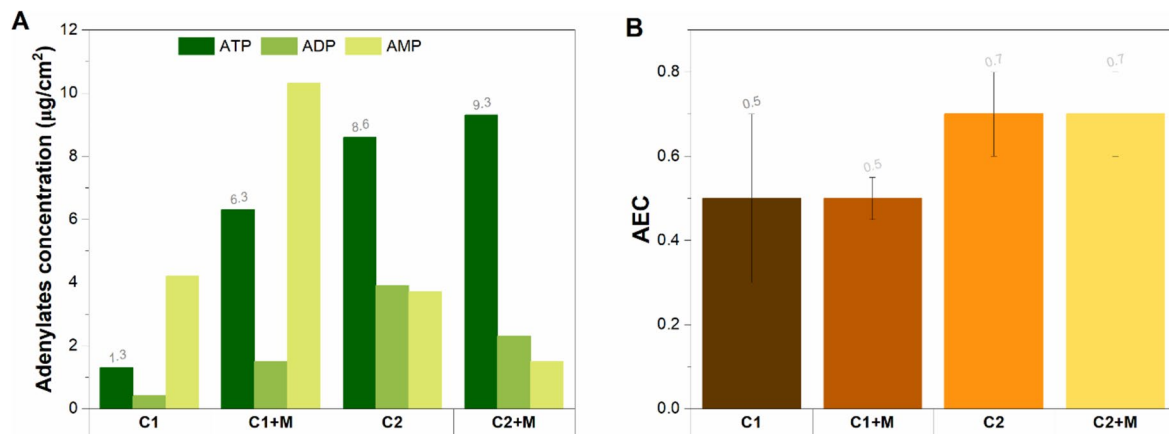 A
Adenylates concentration (µg/cm²)
12
10
8
6
4
2
0
ATP ADP AMP
1.3
6.3
8.6
9.3
C1 C1+M C2 C2+M
B
AEC
0.8
0.6
0.4
0.2
0.0
0.5
0.5
0.7
0.7
C1 C1+M C2 C2+M